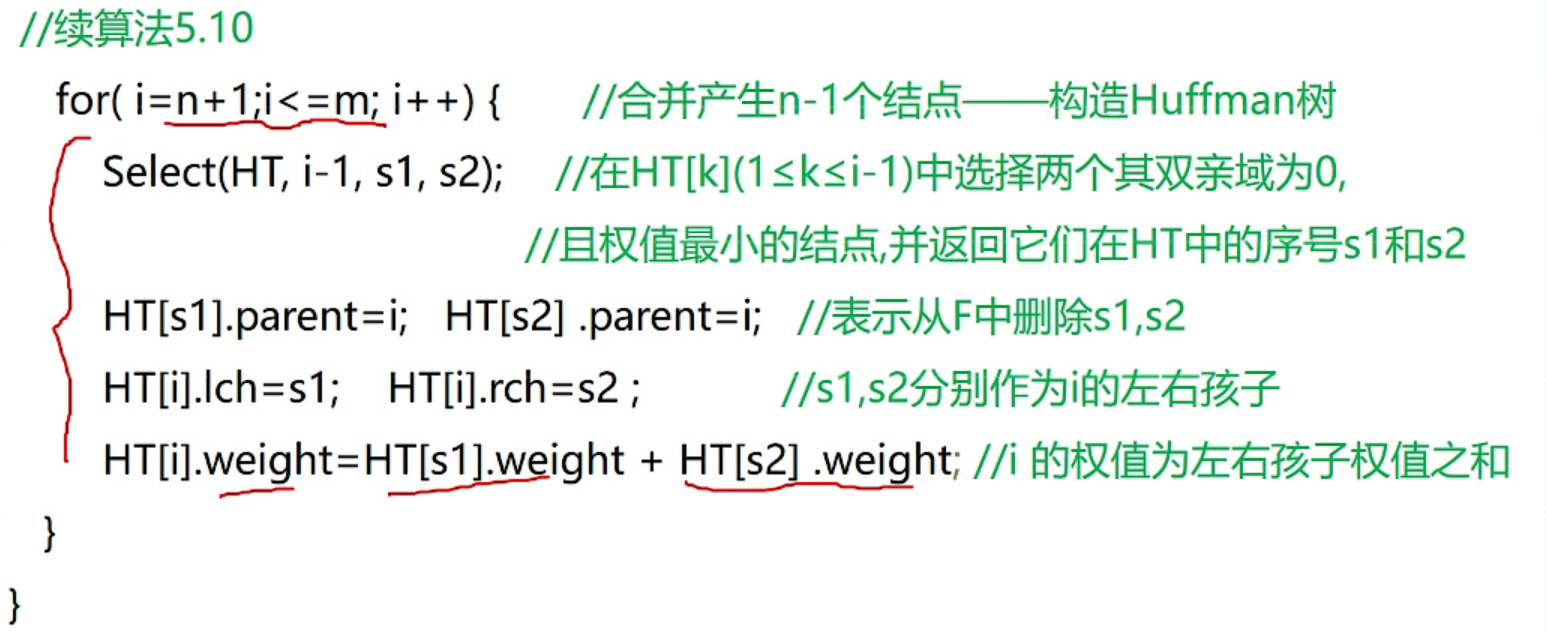 //续算法5.10
for( i=n+1;i<=m; i++) { //合并产生n-1个结点——构造Huffman树
Select(HT, i-1, s1, s2); //在HT[k](1≤k≤i-1)中选择两个其双亲域为0,
//且权值最小的结点,并返回它们在HT中的序号s1和s2
HT[s1].parent=i; HT[s2] .parent=i; //表示从F中删除s1,s2
HT[i].lch=s1; HT[i].rch=s2 ; //s1,s2分别作为i的左右孩子
HT[i].weight=HT[s1].weight + HT[s2] .weight; //i 的权值为左右孩子权值之和
}
}